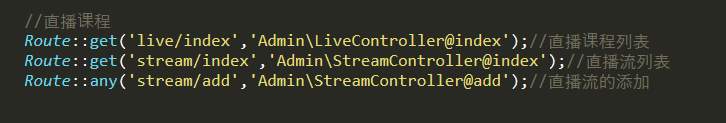 //直播课程
Route::get('live/index','Admin\LiveController@index');//直播课程列表
Route::get('stream/index','Admin\StreamController@index');//直播流列表
Route::any('stream/add','Admin\StreamController@add');//直播流的添加